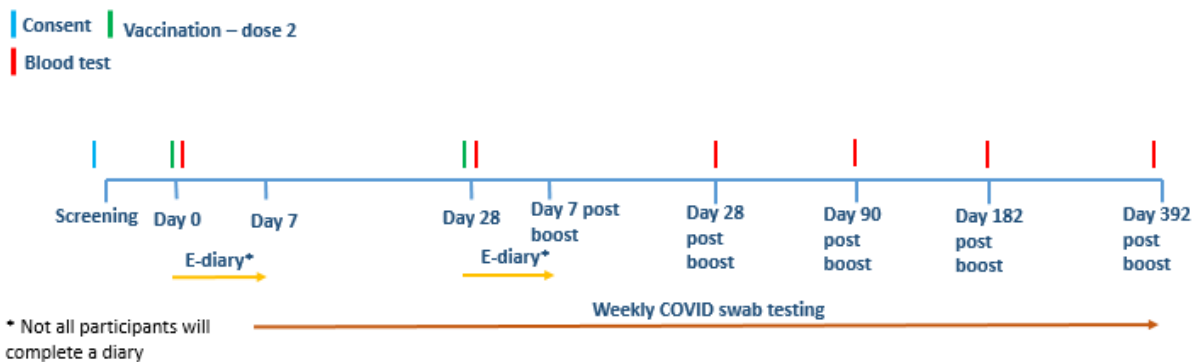 Consent
Vaccination – dose 2
Blood test
Screening
Day 0
Day 7
Day 28
Day 7 post
boost
Day 28
post
boost
Day 90
post
boost
Day 182
post
boost
Day 392
post
boost
E-diary*
E-diary*
Weekly COVID swab testing
* Not all participants will
complete a diary